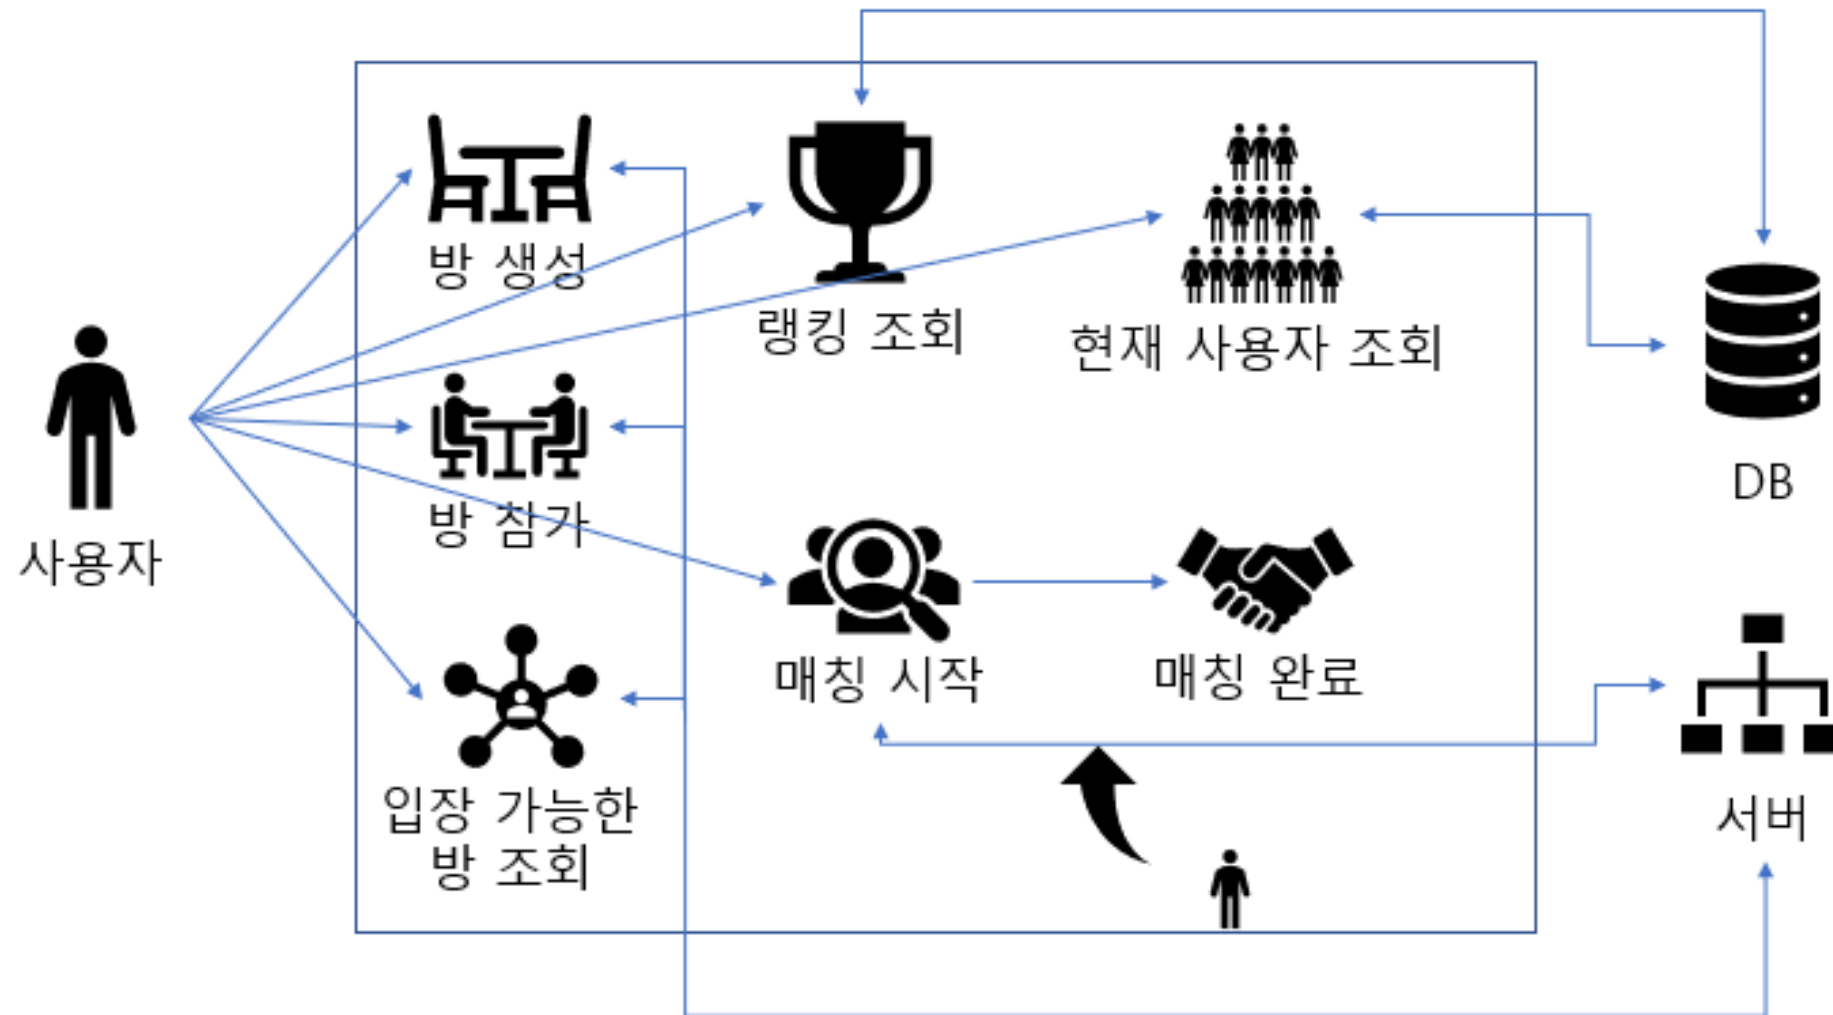 방 생성
랭킹 조회
현재 사용자 조회
사용자
방 참가
DB
매칭 시작
매칭 완료
입장 가능한
방 조회
서버